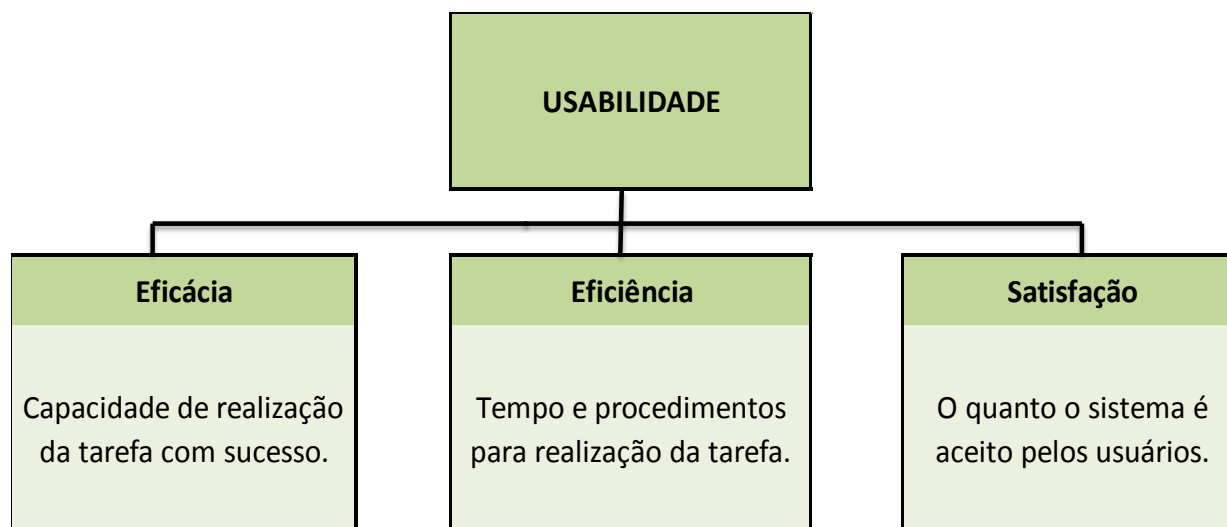 USABILIDADE
Eficácia
Capacidade de realização
da tarefa com sucesso.
Eficiência
Tempo e procedimentos
para realização da tarefa.
Satisfação
O quanto o sistema é
aceito pelos usuários.